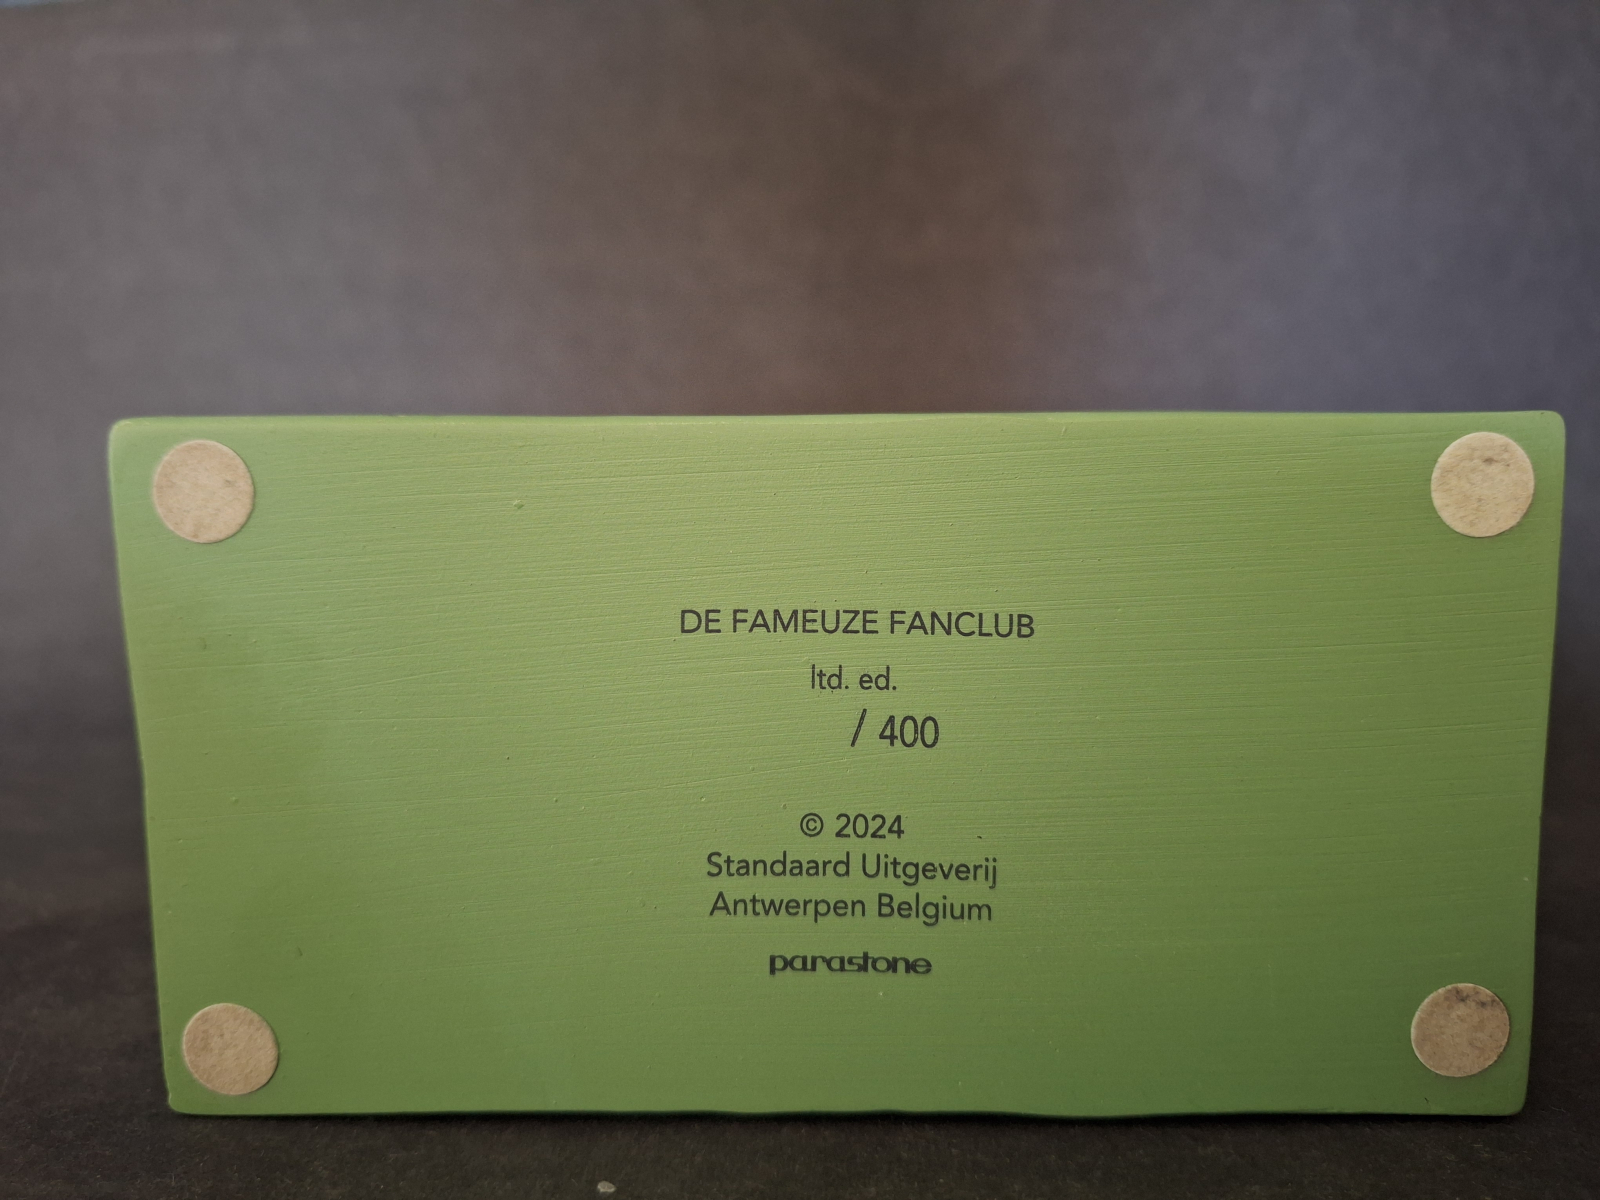 DE FAMEUZE FANCLUB
ltd. ed.
/ 400
© 2024
Standaard Uitgeverij
Antwerpen Belgium
parastone